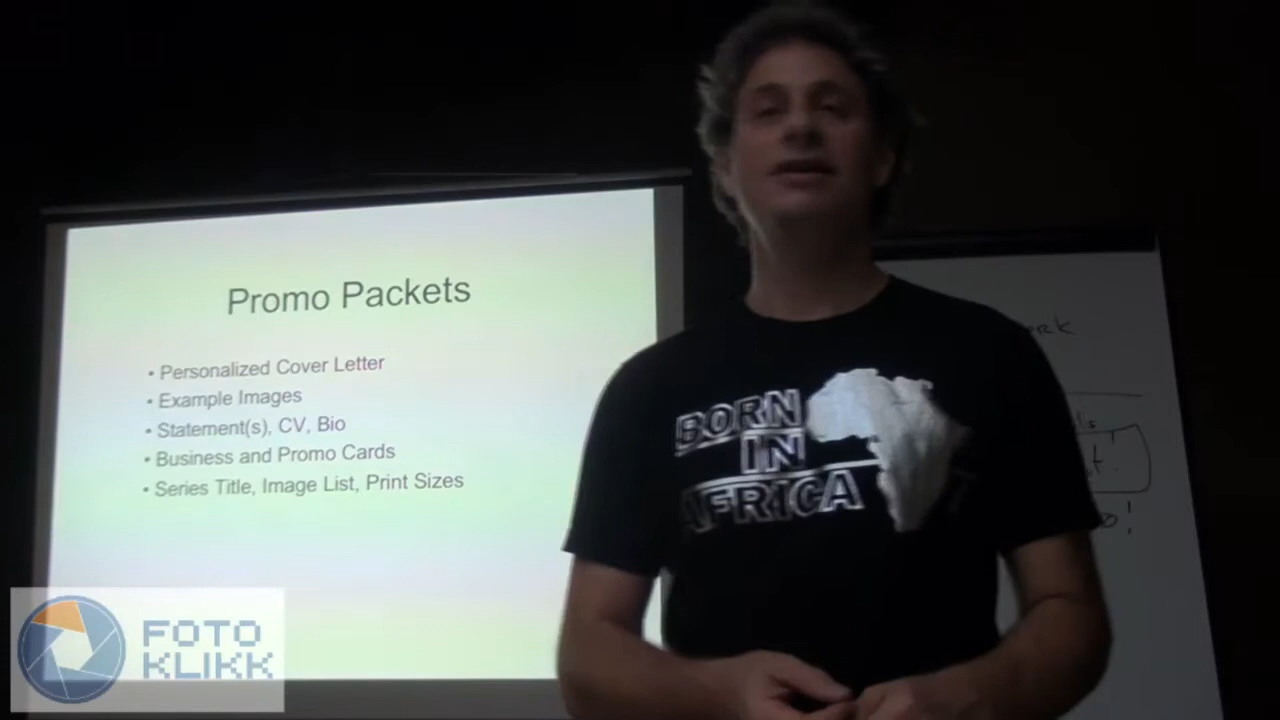 Promo Packets
• Personalized Cover Letter
• Example Images
• Statement(s), CV, Bio
• Business and Promo Cards
• Series Title, Image List, Print Sizes
BORN
IN
AFRICA
FOTO
KLIKK